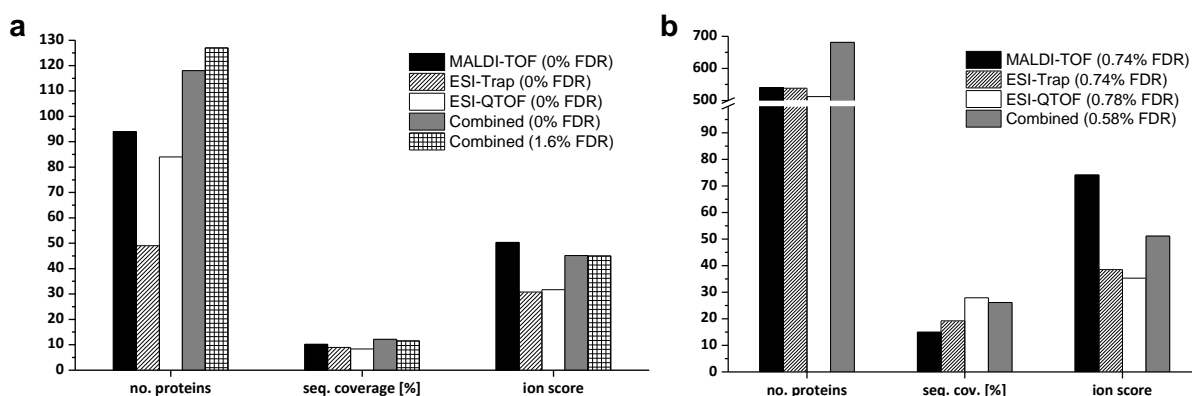 a
130
120
110
100
90
80
70
60
50
40
30
20
10
0
MALDI-TOF (0% FDR)
ESI-Trap (0% FDR)
ESI-QTOF (0% FDR)
Combined (0% FDR)
Combined (1.6% FDR)
no. proteins
seq. coverage [%]
ion score
b
700
600
500
90
80
70
60
50
40
30
20
10
0
MALDI-TOF (0.74% FDR)
ESI-Trap (0.74% FDR)
ESI-QTOF (0.78% FDR)
Combined (0.58% FDR)
no. proteins
seq. cov. [%]
ion score